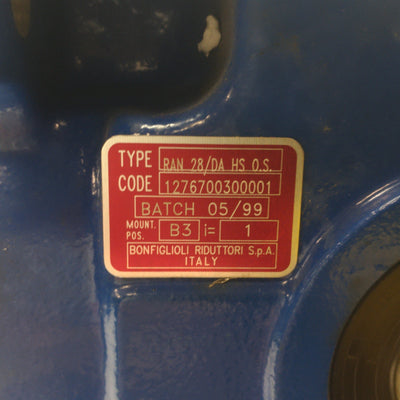 TYPE RAN 28/DA HS O.S.
CODE 1276700300001
BATCH 05/99
MOUNT. POS. B3 i= 1
BONFIGLIOLI RIDUTTORI S.p.A.
ITALY